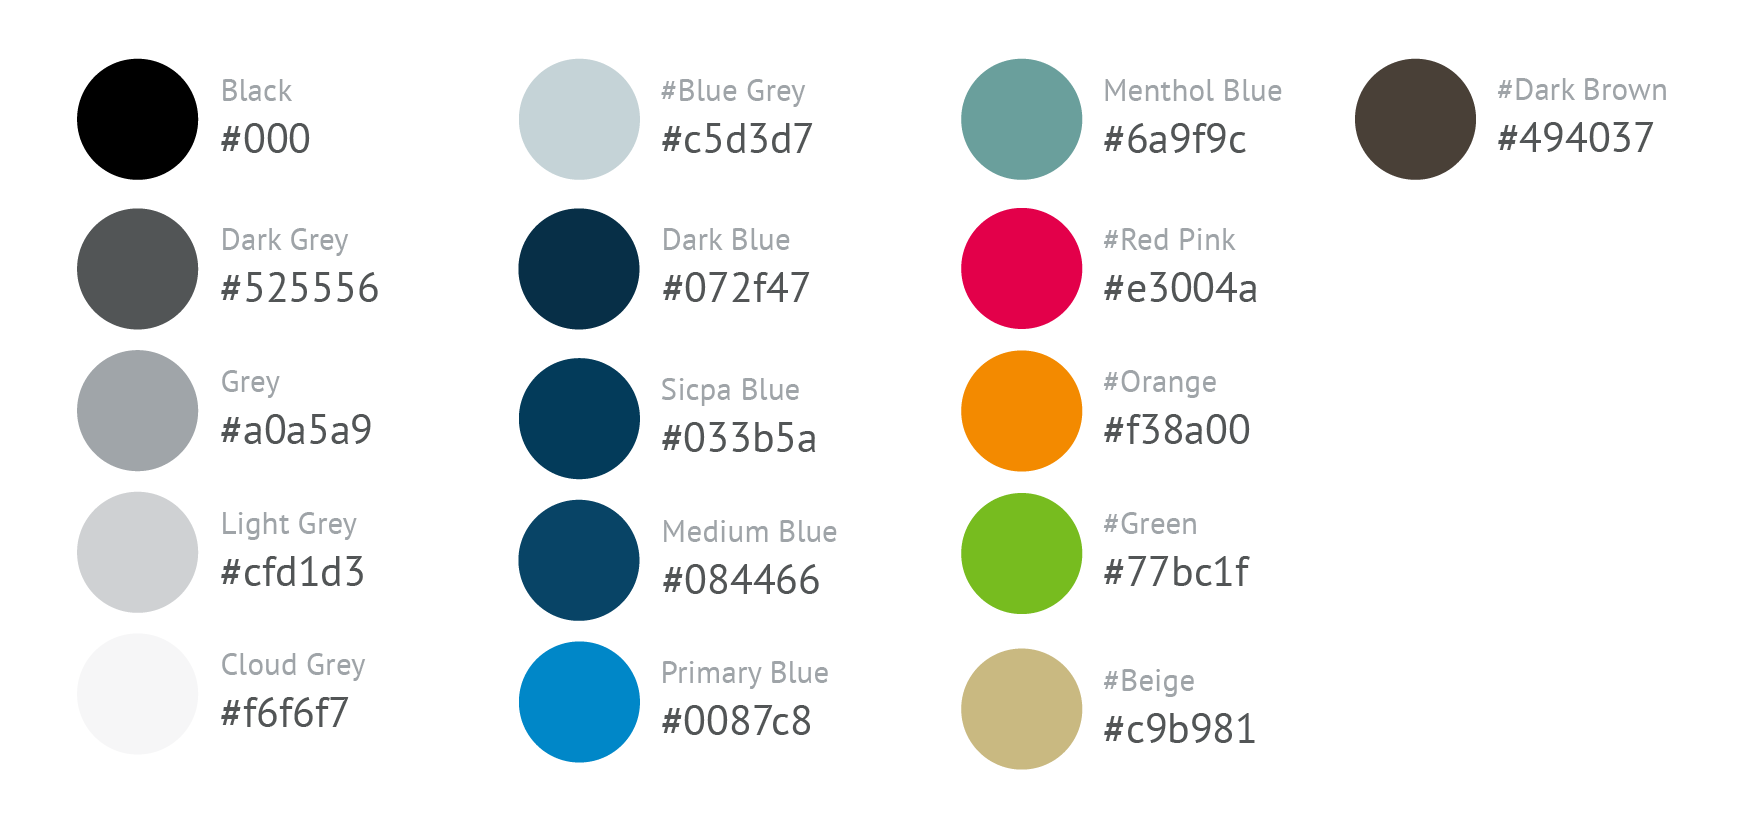 Black
#000
Dark Grey
#525556
Grey
#a0a5a9
Light Grey
#cfd1d3
Cloud Grey
#f6f6f7
#Blue Grey
#c5d3d7
Dark Blue
#072f47
Sicpa Blue
#033b5a
Medium Blue
#084466
Primary Blue
#0087c8
Menthol Blue
#6a9f9c
#Red Pink
#e3004a
#Orange
#f38a00
#Green
#77bc1f
#Beige
#c9b981
#Dark Brown
#494037